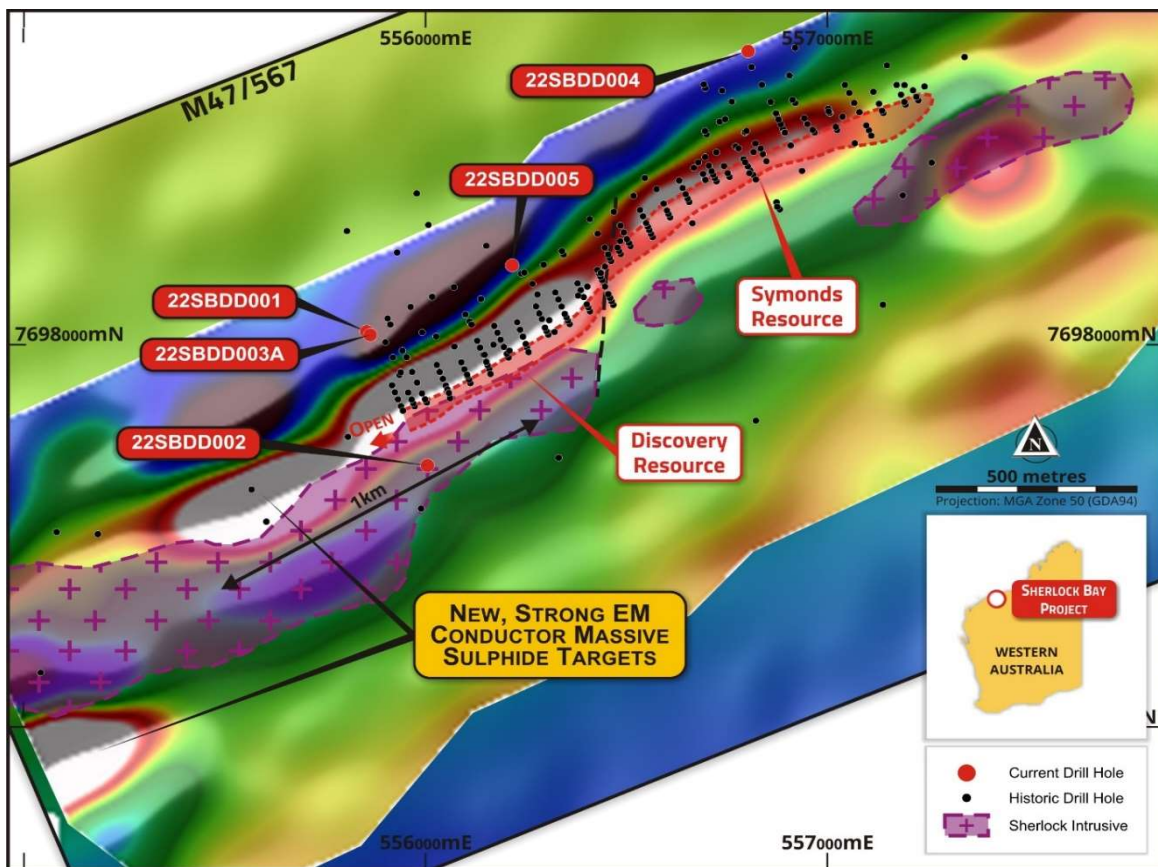 556000mE
557000mE
M47/567
22SBDD004
22SBDD005
22SBDD001
7698000mN
22SBDD003A
7698000mN
Symonds
Resource
OPEN
22SBDD002
Discovery
Resource
1km
N
500 metres
Projection: MGA Zone 50 (GDA94)
NEW, STRONG EM
CONDUCTOR MASSIVE
SULPHIDE TARGETS
SHERLOCK BAY
PROJECT
WESTERN
AUSTRALIA
N
Current Drill Hole
Historic Drill Hole
Sherlock Intrusive
556000mE
557000mE